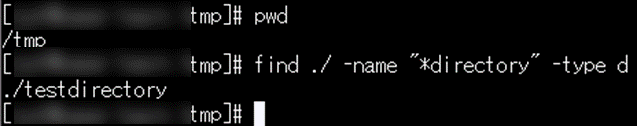 [ tmp]# pwd
/tmp
[ tmp]# find ./ -name "*directory" -type d
./testdirectory
[ tmp]#